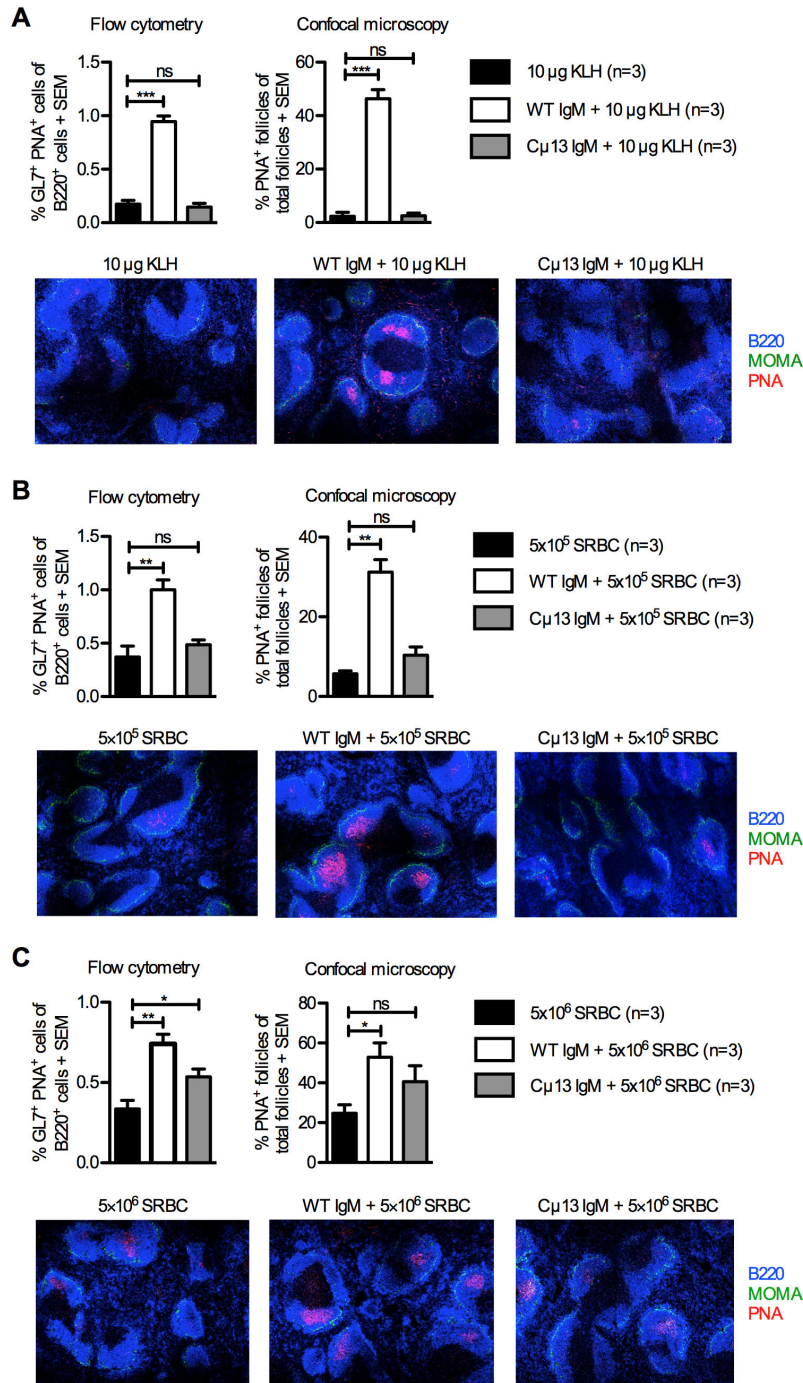 A
Flow cytometry
Confocal microscopy
% GL7⁺ PNA⁺ cells of
B220⁺ cells + SEM
1.5
1.0
0.5
0.0
ns
***
% PNA⁺ follicles of
total follicles + SEM
60
40
20
0
ns
***
10 µg KLH (n=3)
WT IgM + 10 µg KLH (n=3)
Cµ13 IgM + 10 µg KLH (n=3)
10 µg KLH
WT IgM + 10 µg KLH
Cµ13 IgM + 10 µg KLH
B220
MOMA
PNA
B
Flow cytometry
Confocal microscopy
% GL7⁺ PNA⁺ cells of
B220⁺ cells + SEM
1.5
1.0
0.5
0.0
ns
**
% PNA⁺ follicles of
total follicles + SEM
40
20
0
ns
**
5x10⁵ SRBC (n=3)
WT IgM + 5x10⁵ SRBC (n=3)
Cµ13 IgM + 5x10⁵ SRBC (n=3)
5x10⁵ SRBC
WT IgM + 5x10⁵ SRBC
Cµ13 IgM + 5x10⁵ SRBC
B220
MOMA
PNA
C
Flow cytometry
Confocal microscopy
% GL7⁺ PNA⁺ cells of
B220⁺ cells + SEM
1.0
0.5
0.0
*
**
% PNA⁺ follicles of
total follicles + SEM
80
60
40
20
0
ns
*
5x10⁶ SRBC (n=3)
WT IgM + 5x10⁶ SRBC (n=3)
Cµ13 IgM + 5x10⁶ SRBC (n=3)
5x10⁶ SRBC
WT IgM + 5x10⁶ SRBC
Cµ13 IgM + 5x10⁶ SRBC
B220
MOMA
PNA